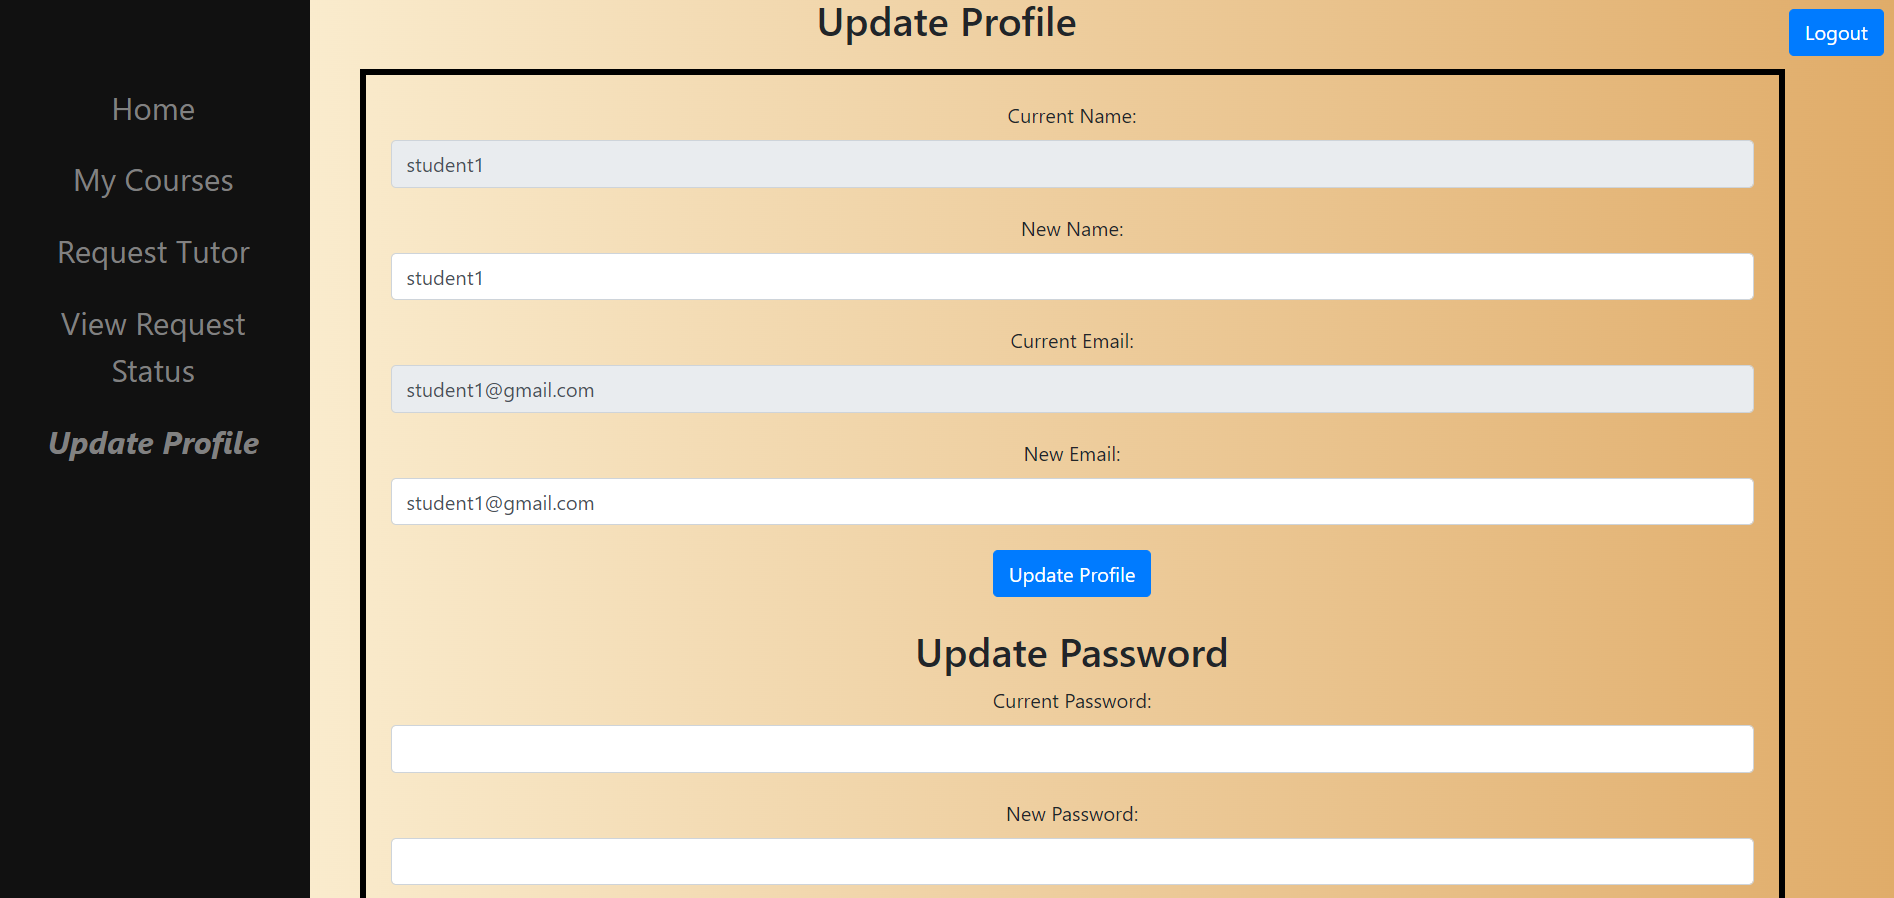 Home
My Courses
Request Tutor
View Request
Status
Update Profile
Update Profile
Logout
Current Name:
student1
New Name:
student1
Current Email:
student1@gmail.com
New Email:
student1@gmail.com
Update Profile
Update Password
Current Password:
New Password: